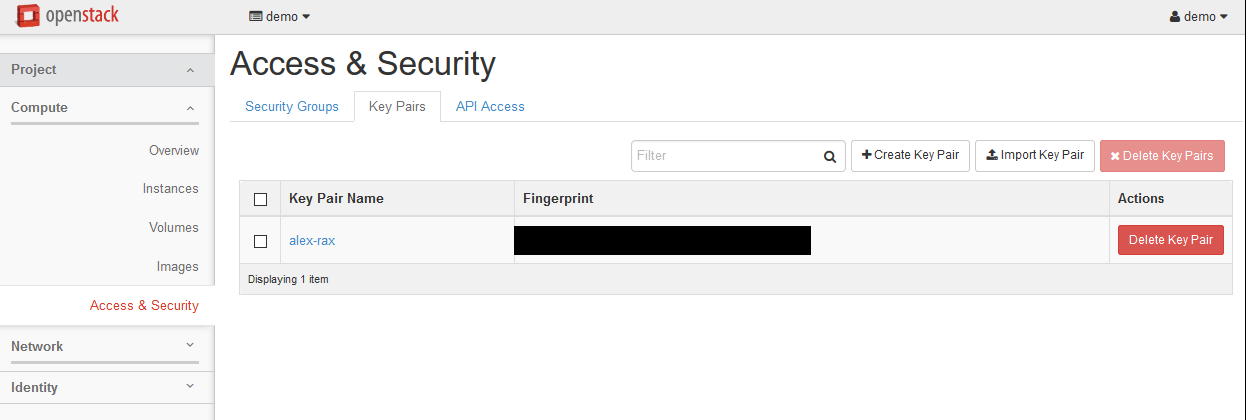 openstack demo demo
Project
Compute
Overview
Instances
Volumes
Images
Access & Security
Network
Identity
Access & Security
Security Groups Key Pairs API Access
Filter Create Key Pair Import Key Pair Delete Key Pairs
Key Pair Name Fingerprint Actions
alex-rax Delete Key Pair
Displaying 1 item